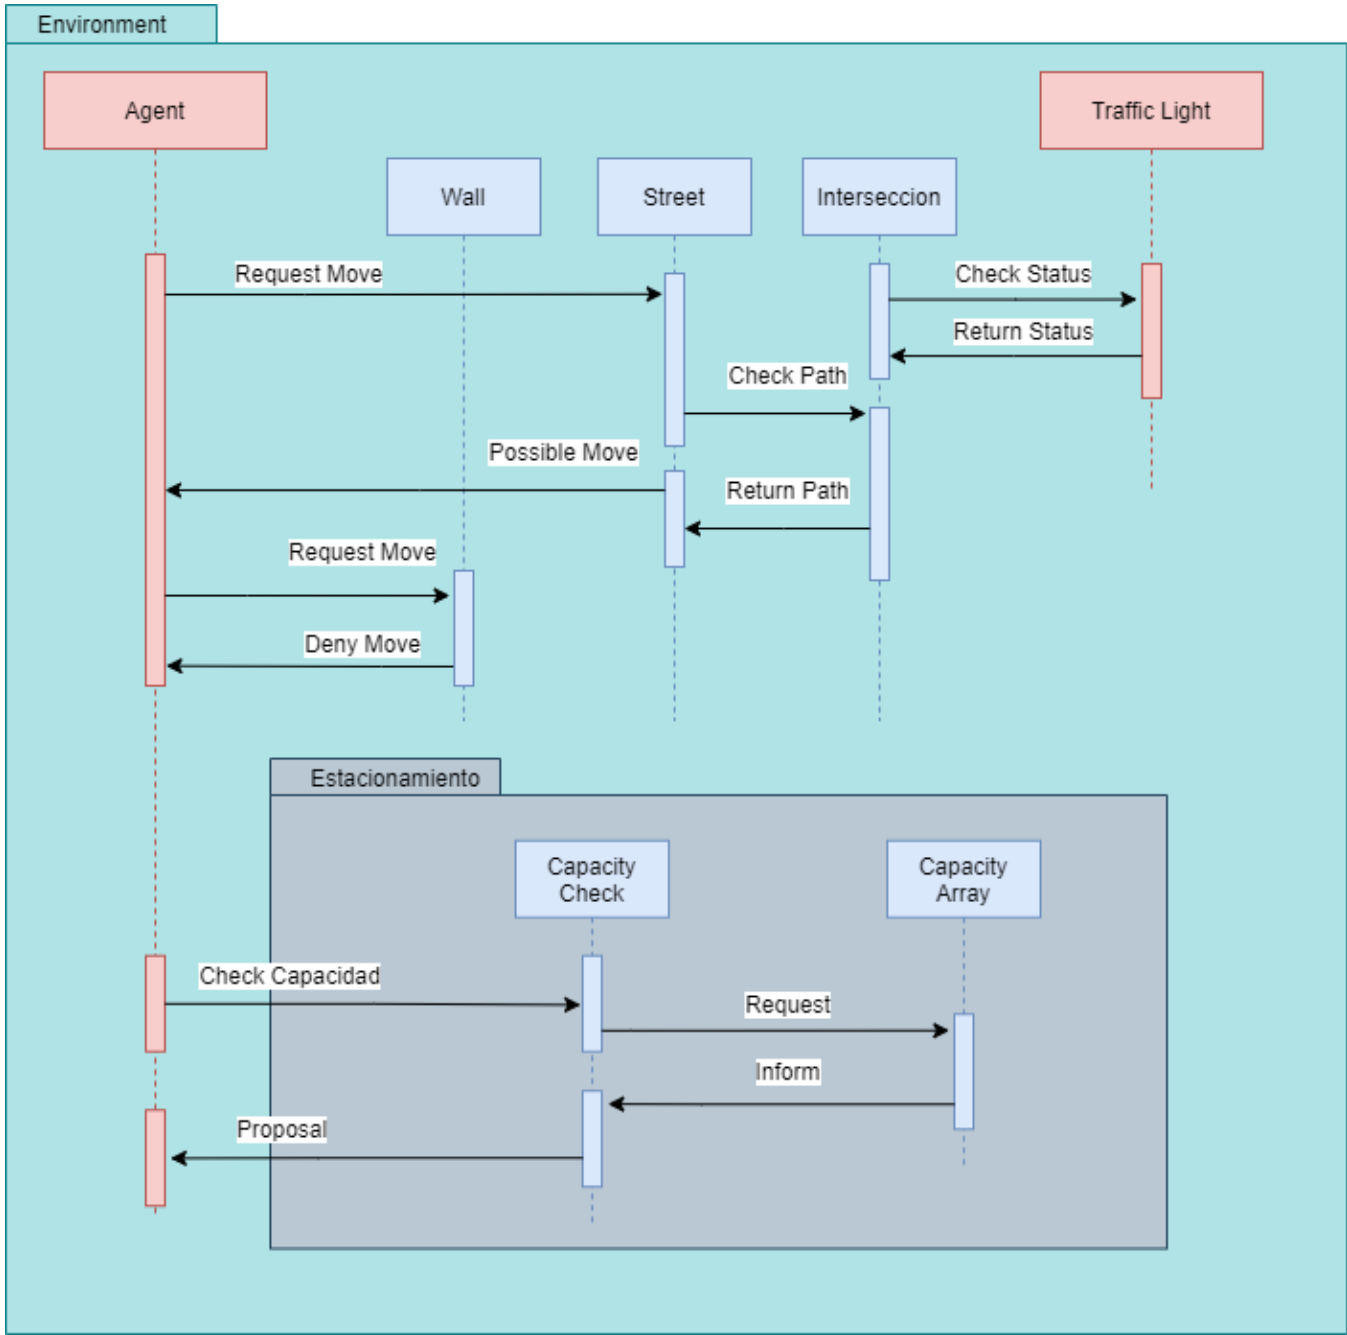 Environment
Agent
Traffic Light
Wall
Street
Interseccion
Request Move
Check Status
Return Status
Check Path
Possible Move
Return Path
Request Move
Deny Move
Estacionamiento
Capacity
Check
Capacity
Array
Check Capacidad
Request
Inform
Proposal